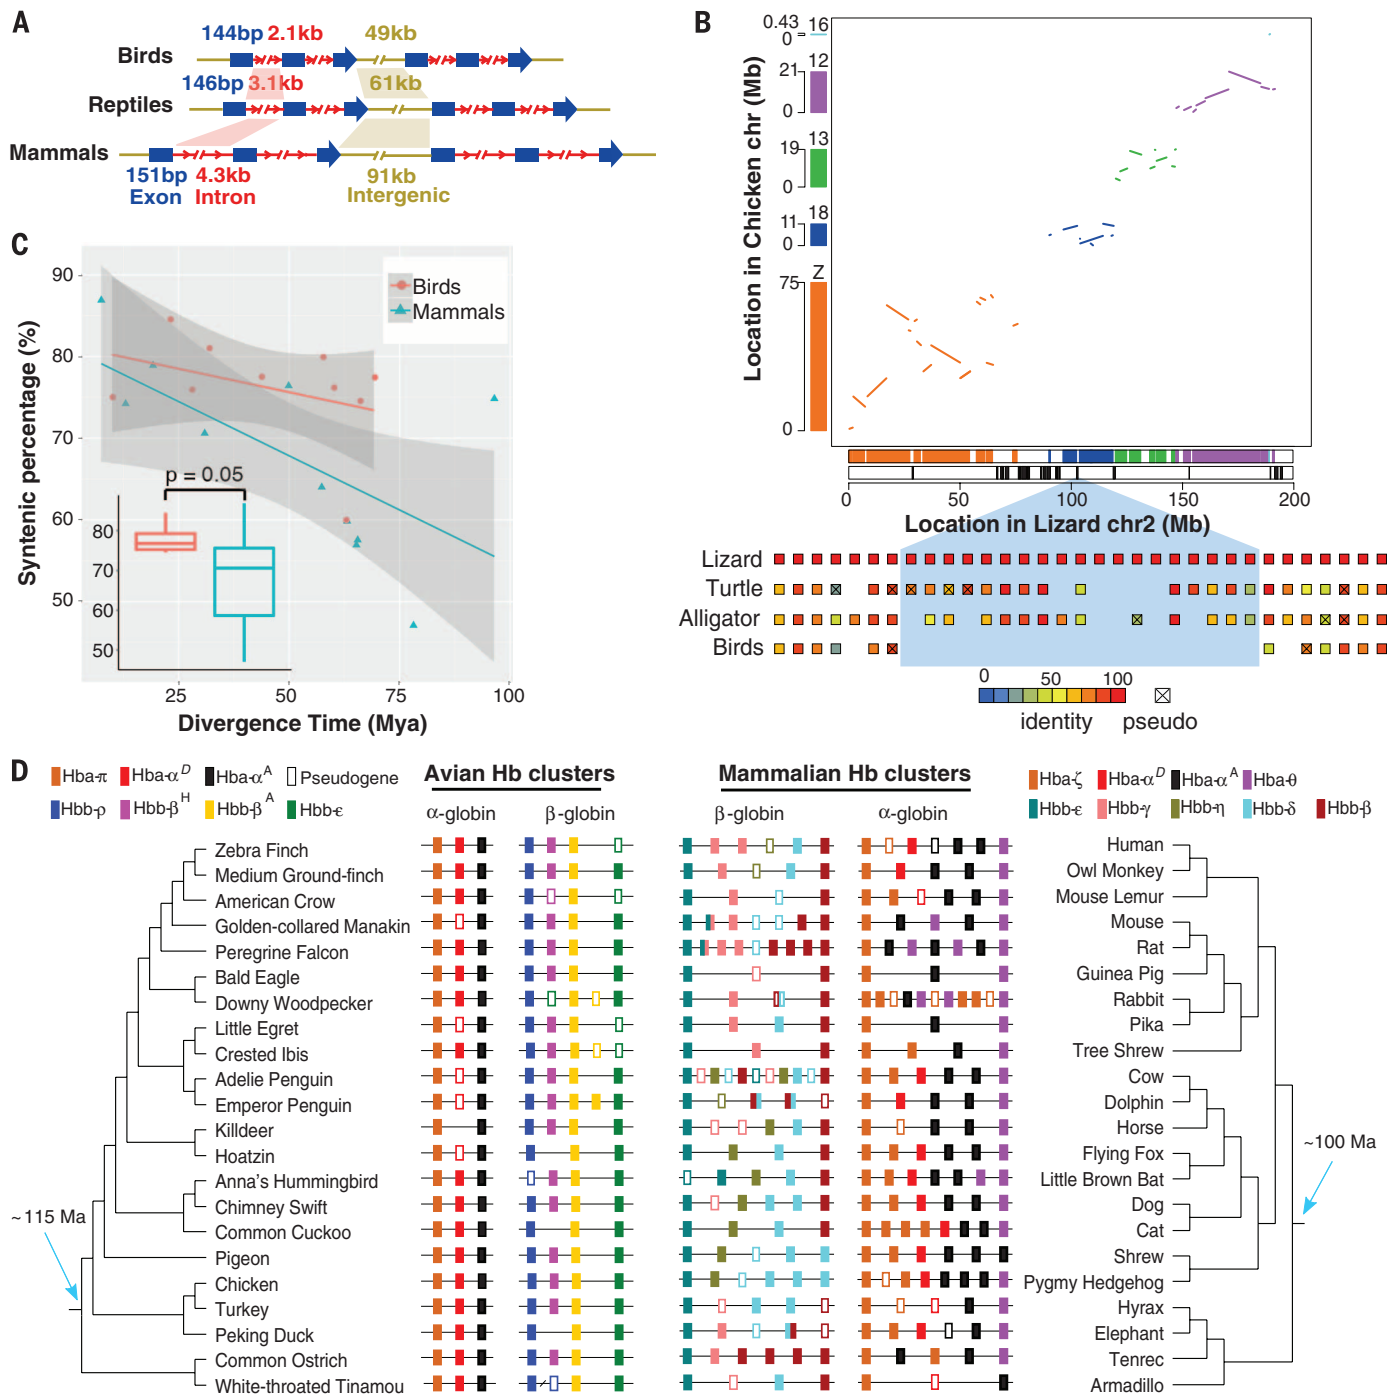 A
144bp 2.1kb 49kb
Birds
146bp 3.1kb 61kb
Reptiles
Mammals
151bp 4.3kb 91kb
Exon Intron Intergenic
B
Location in Chicken chr (Mb)
0.43 16
0
21 12
0
19 13
0
11 18
0
Z
75
0
0 50 100 150 200
Location in Lizard chr2 (Mb)
Lizard
Turtle
Alligator
Birds
0 50 100
identity pseudo
C
Syntenic percentage (%)
90
80
70
60
50
Birds
Mammals
p = 0.05
80
70
60
50
25 50 75 100
Divergence Time (Mya)
D
Hba-π Hba-α^D Hba-α^A Pseudogene
Hbb-ρ Hbb-β^H Hbb-β^A Hbb-ϵ
Avian Hb clusters
α-globin β-globin
Mammalian Hb clusters
β-globin α-globin
Hba-ζ Hba-α^D Hba-α^A Hba-θ
Hbb-ϵ Hbb-γ Hbb-η Hbb-δ Hbb-β
Zebra Finch
Medium Ground-finch
American Crow
Golden-collared Manakin
Peregrine Falcon
Bald Eagle
Downy Woodpecker
Little Egret
Crested Ibis
Adelie Penguin
Emperor Penguin
Killdeer
Hoatzin
Anna's Hummingbird
Chimney Swift
Common Cuckoo
Pigeon
Chicken
Turkey
Peking Duck
Common Ostrich
White-throated Tinamou
~115 Ma
Human
Owl Monkey
Mouse Lemur
Mouse
Rat
Guinea Pig
Rabbit
Pika
Tree Shrew
Cow
Dolphin
Horse
Flying Fox
Little Brown Bat
Dog
Cat
Shrew
Pygmy Hedgehog
Hyrax
Elephant
Tenrec
Armadillo
~100 Ma